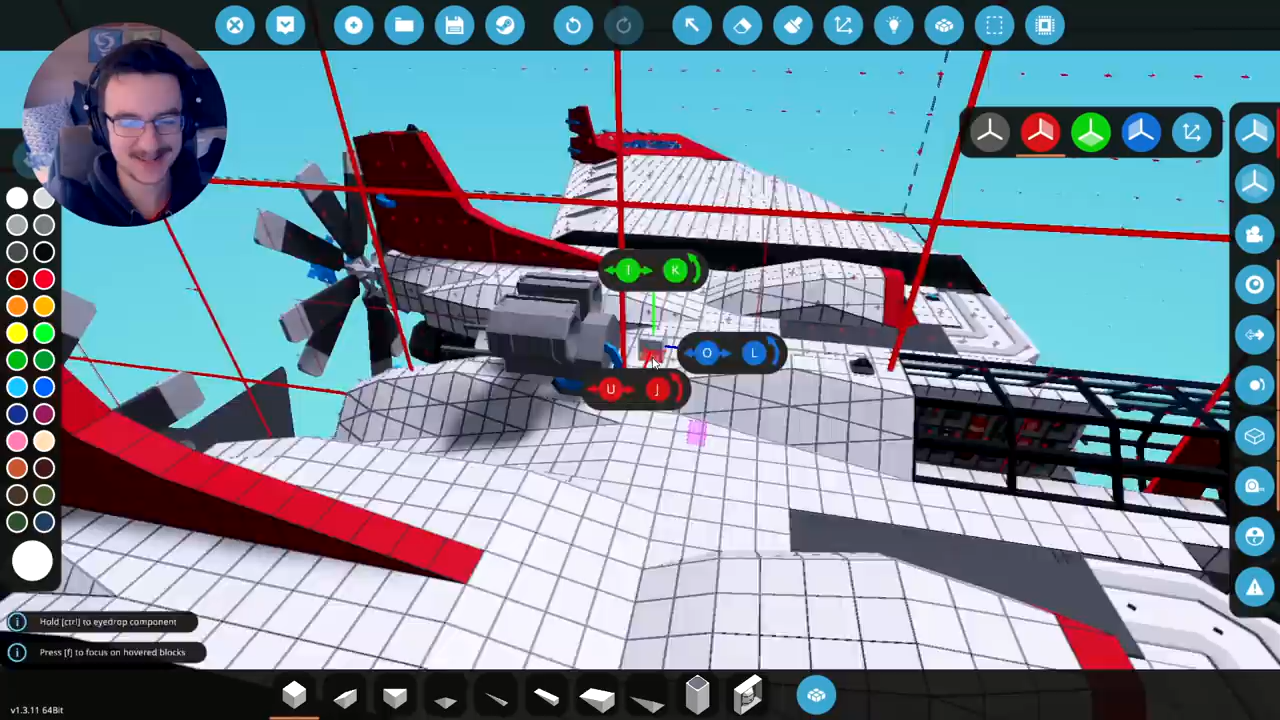 T K
O L
U J
Hold [ctrl] to eyedrop component
Press [f] to focus on hovered blocks
v1.3.11 64Bit